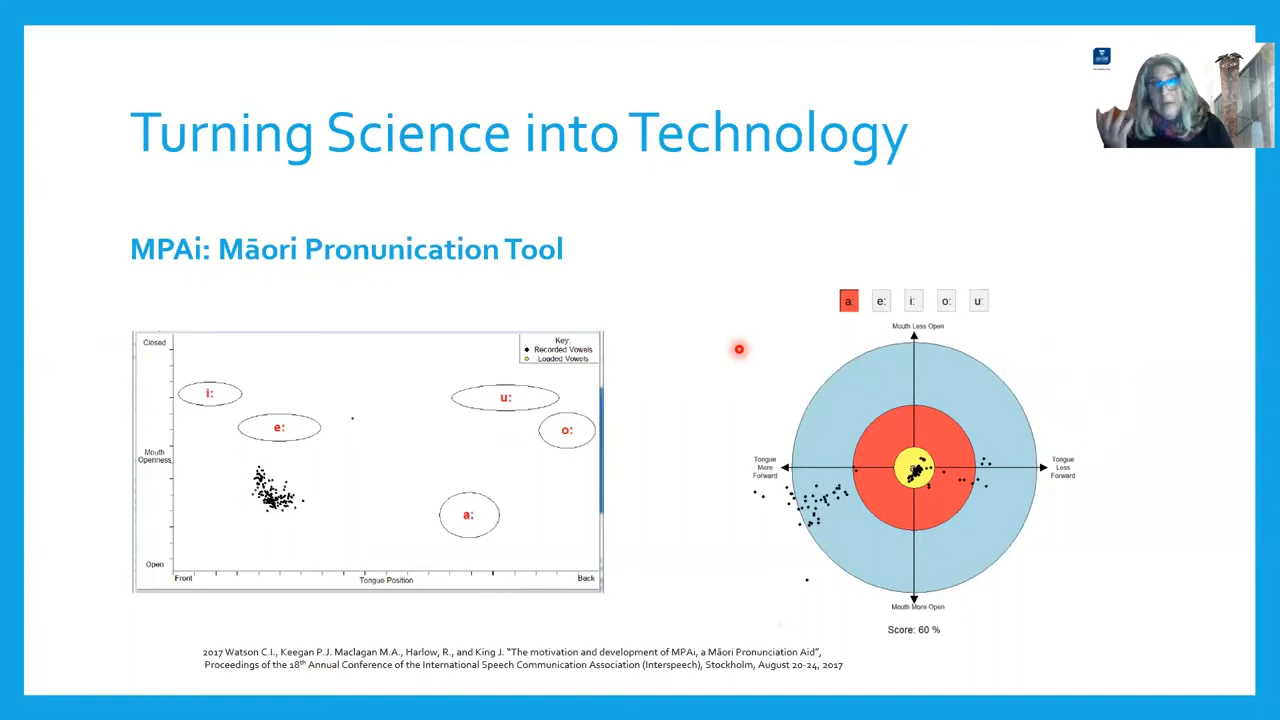 Turning Science into Technology
MPAi: Māori Pronunication Tool
Closed
Mouth
Openness
Open
Front
Tongue Position
Back
Key:
Recorded Vowels
Loaded Vowels
i:
e:
u:
o:
a:
a: e: i: o: u:
Mouth Less Open
Tongue
More
Forward
Tongue
Less
Forward
Mouth More Open
Score: 60 %
2017 Watson C.I., Keegan P.J. Maclagan M.A., Harlow, R., and King J. “The motivation and development of MPAi, a Māori Pronunciation Aid”,
Proceedings of the 18th Annual Conference of the International Speech Communication Association (Interspeech), Stockholm, August 20-24, 2017